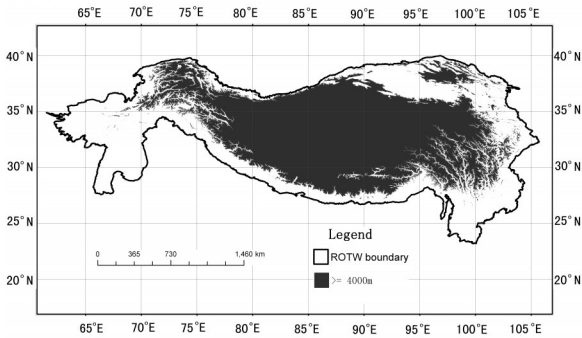 65°E 70°E 75°E 80°E 85°E 90°E 95°E 100°E 105°E
40°N 40°N
35°N 35°N
30°N 30°N
25°N 25°N
Legend
0 365 730 1,460 km
ROTW boundary
20°N >= 4000m 20°N
65°E 70°E 75°E 80°E 85°E 90°E 95°E 100°E 105°E